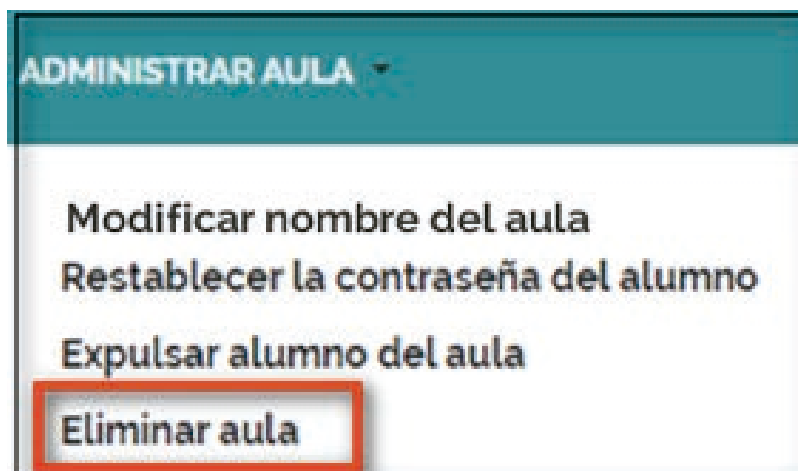 ADMINISTRAR AULA
Modificar nombre del aula
Restablecer la contraseña del alumno
Expulsar alumno del aula
Eliminar aula